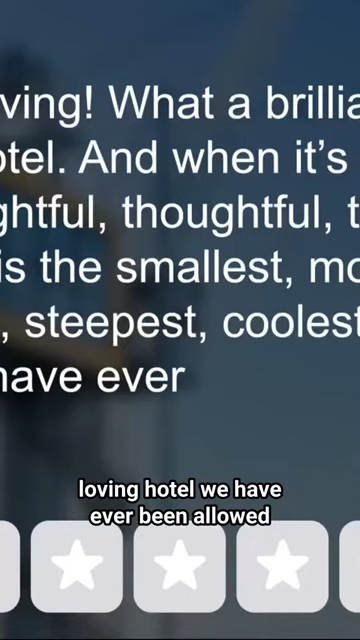 ving! What a brillia
otel. And when it’s
ghtful, thoughtful, t
is the smallest, mo
, steepest, coolest
have ever
loving hotel we have
ever been allowed